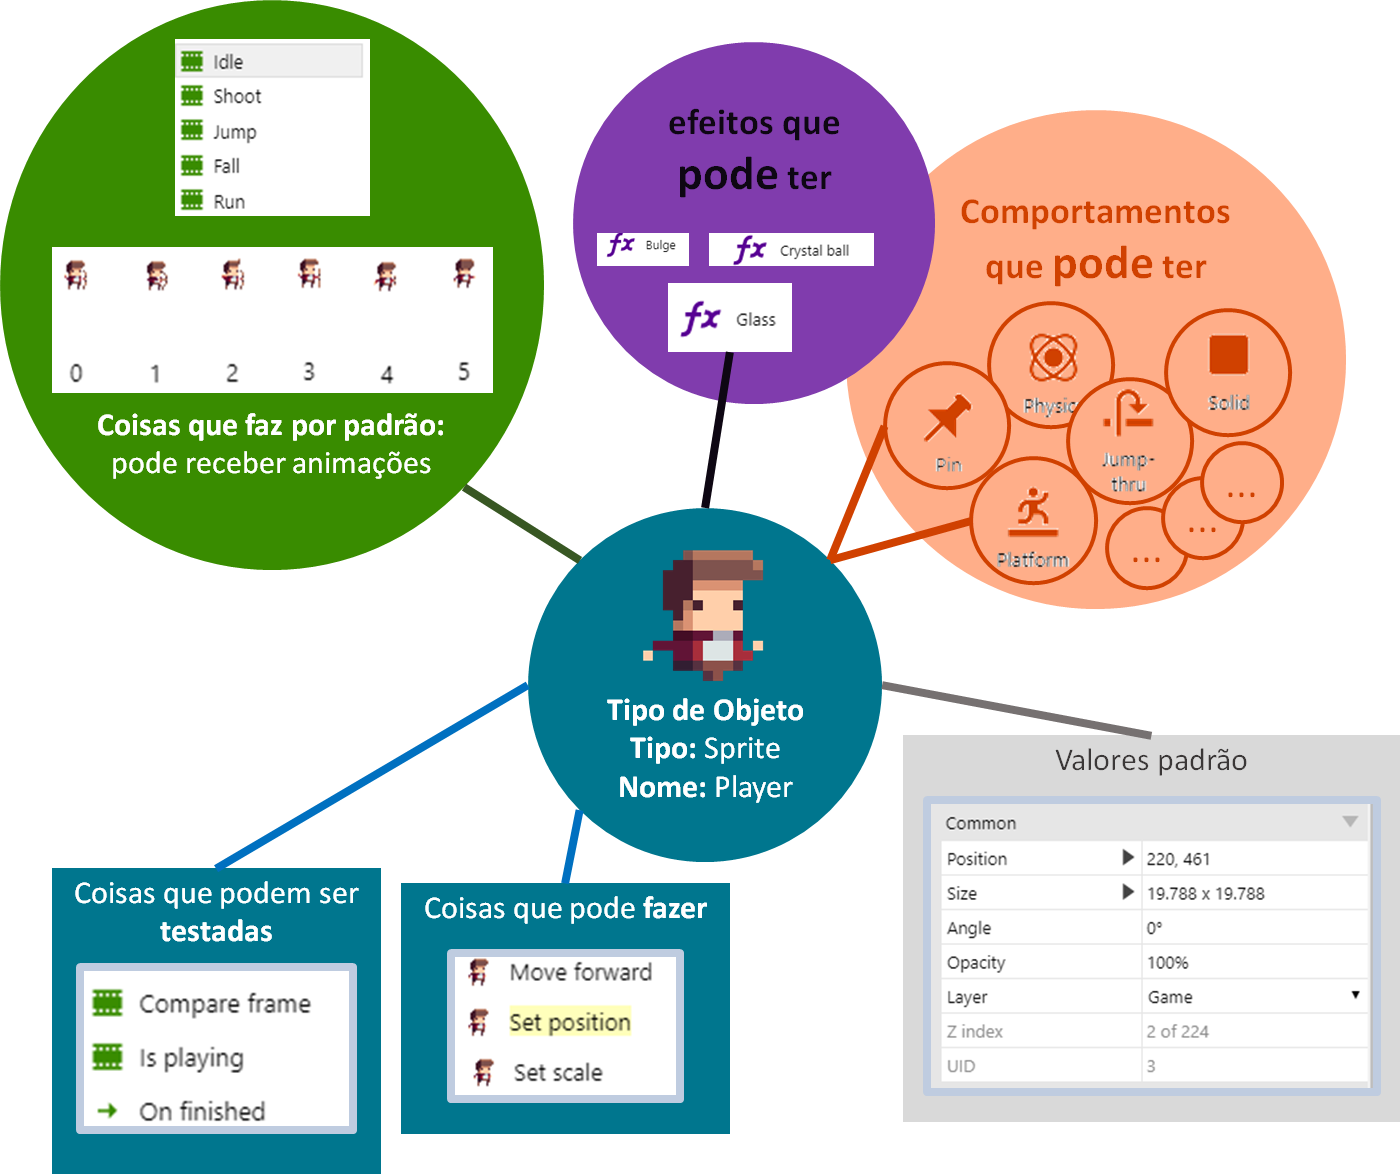 Idle
Shoot
Jump
Fall
Run
0 1 2 3 4 5
Coisas que faz por padrão:
pode receber animações
efeitos que
pode ter
fx Bulge
fx Crystal ball
fx Glass
Comportamentos
que pode ter
Physic
Solid
Pin
Jump-
thru
Platform
...
...
...
Tipo de Objeto
Tipo: Sprite
Nome: Player
Coisas que podem ser
testadas
Compare frame
Is playing
On finished
Coisas que pode fazer
Move forward
Set position
Set scale
Valores padrão
Common
Position 220, 461
Size 19.788 x 19.788
Angle 0°
Opacity 100%
Layer Game
Z index 2 of 224
UID 3